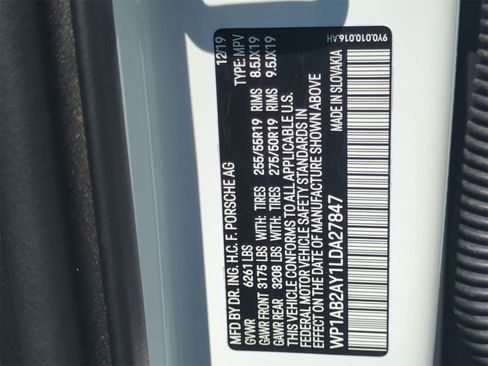 9Y0.010.016.AH
MFD BY DR. ING. H.C. F. PORSCHE AG 12/19
GVWR 6261 LBS TYPE: MPV
GAWR FRONT 3175 LBS WITH: TIRES 255/55R19 RIMS 8.5JX19
GAWR REAR 3208 LBS WITH: TIRES 275/50R19 RIMS 9.5JX19
THIS VEHICLE CONFORMS TO ALL APPLICABLE U.S.
FEDERAL MOTOR VEHICLE SAFETY STANDARDS IN
EFFECT ON THE DATE OF MANUFACTURE SHOWN ABOVE
WP1AB2AY1LDA27847 MADE IN SLOVAKIA